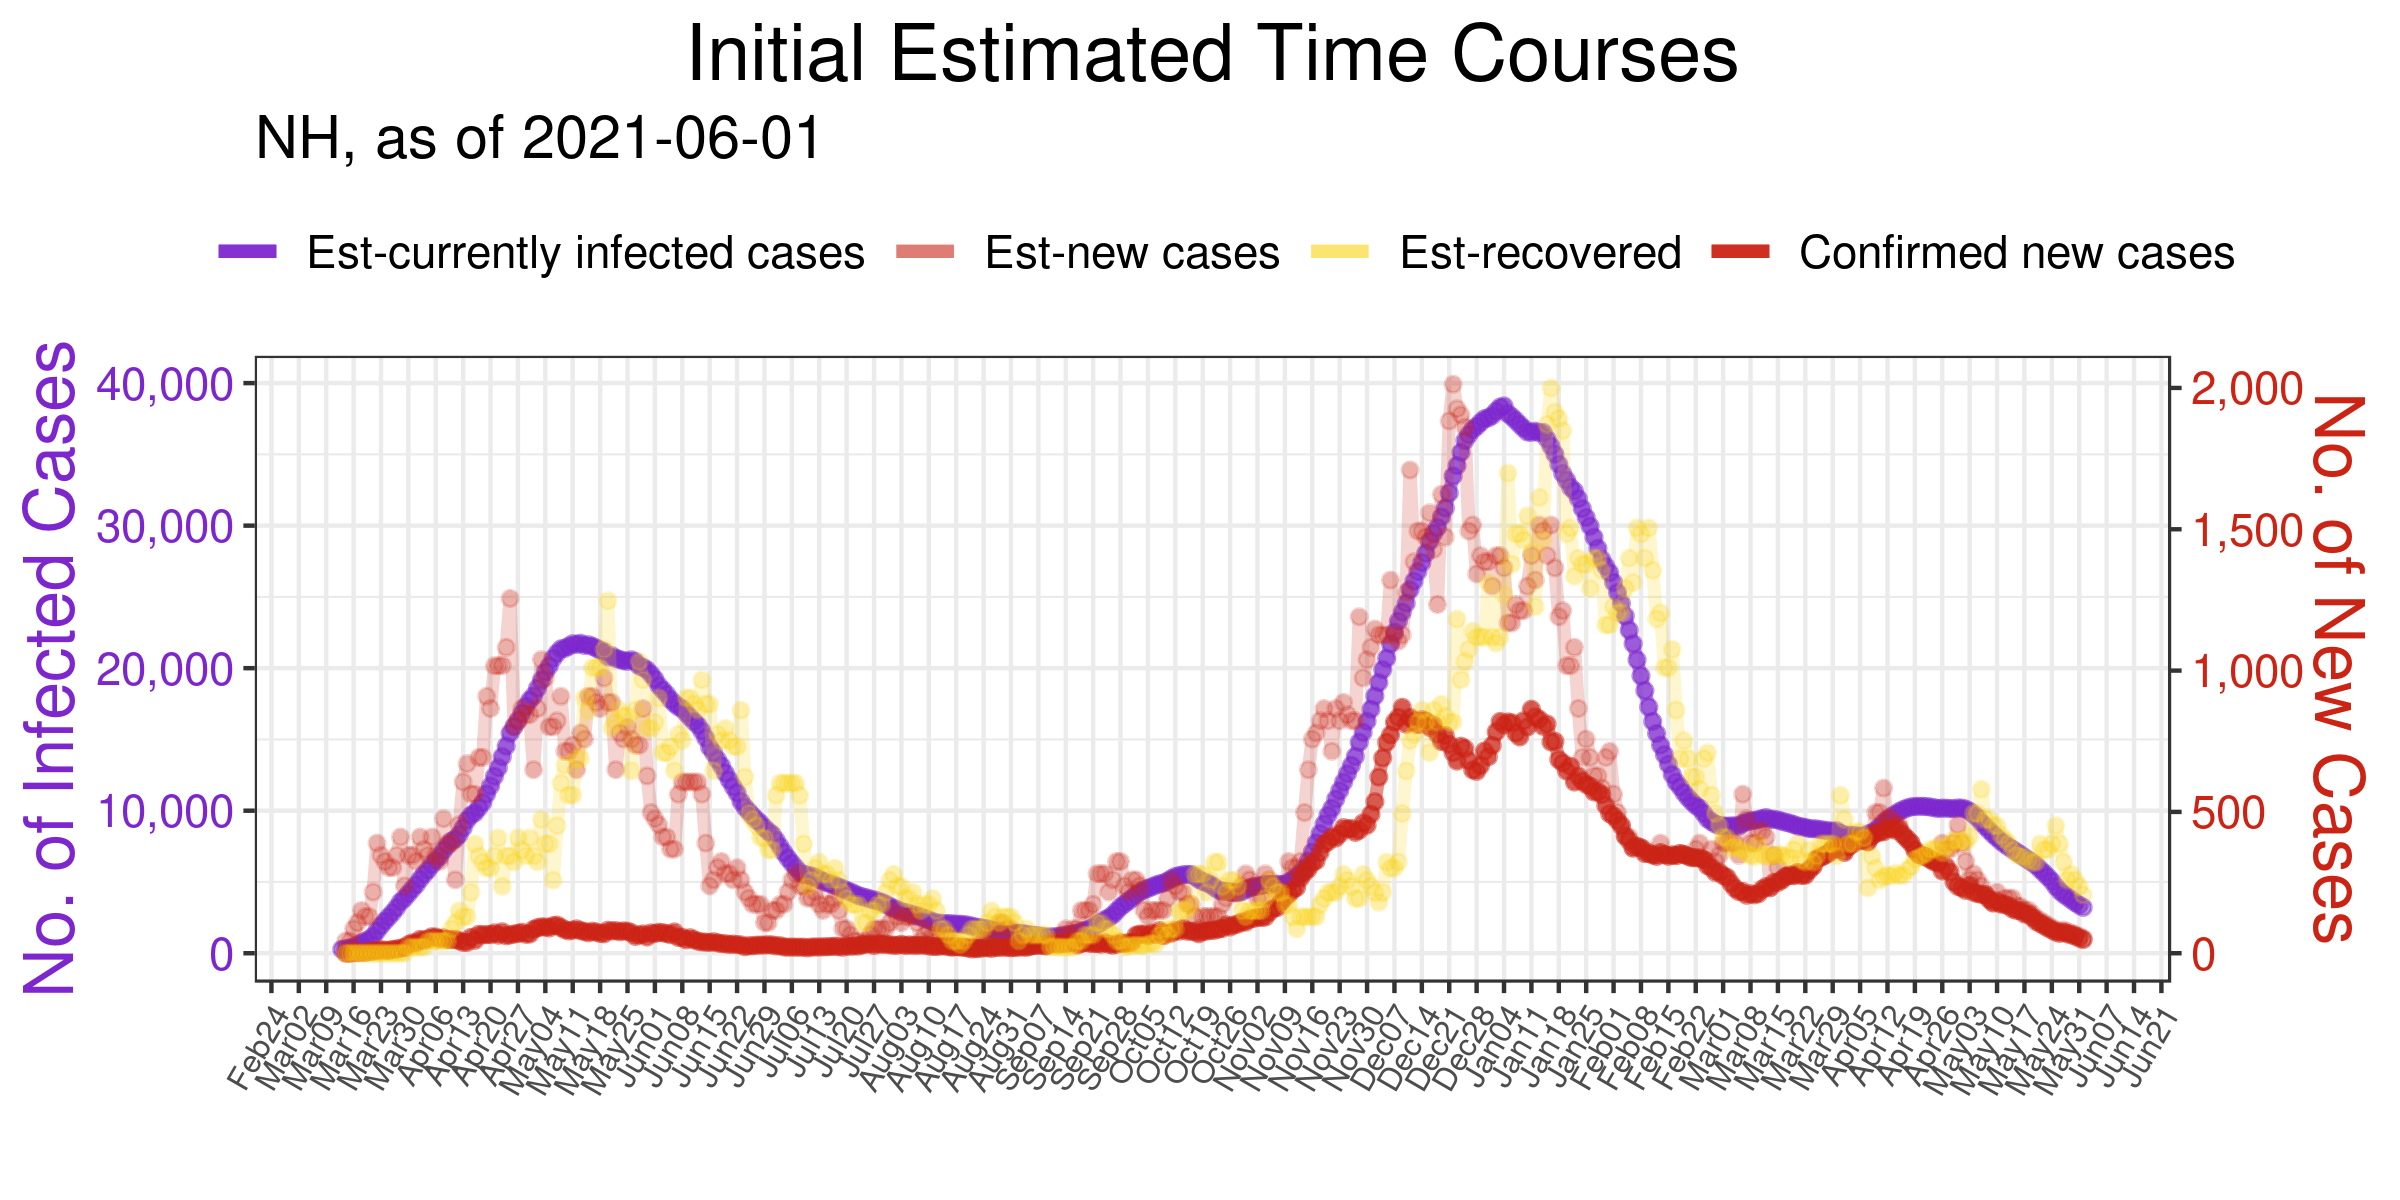 Initial Estimated Time Courses
NH, as of 2021-06-01
Est-currently infected cases Est-new cases Est-recovered Confirmed new cases
No. of Infected Cases
40,000
30,000
20,000
10,000
0
2,000
1,500
1,000
500
0
No. of New Cases
Feb24 Mar02 Mar09 Mar16 Mar23 Mar30 Apr06 Apr13 Apr20 Apr27 May04 May11 May18 May25 Jun01 Jun08 Jun15 Jun22 Jun29 Jul06 Jul13 Jul20 Jul27 Aug03 Aug10 Aug17 Aug24 Aug31 Sep07 Sep14 Sep21 Sep28 Oct05 Oct12 Oct19 Oct26 Nov02 Nov09 Nov16 Nov23 Nov30 Dec07 Dec14 Dec21 Dec28 Jan04 Jan11 Jan18 Jan25 Feb01 Feb08 Feb15 Feb22 Mar01 Mar08 Mar15 Mar22 Mar29 Apr05 Apr12 Apr19 Apr26 May03 May10 May17 May24 May31 Jun07 Jun14 Jun21